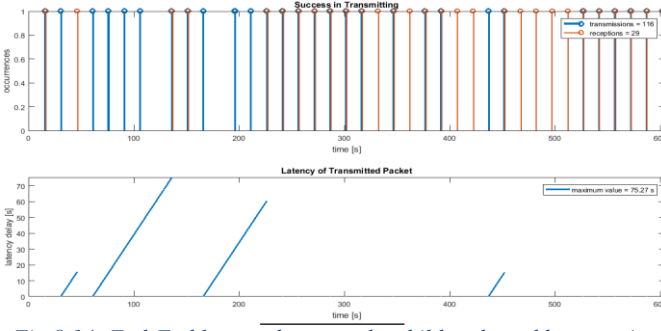 Success in Transmitting
1
0.8
0.6
0.4
0.2
0
occurrences
transmissions = 116
receptions = 29
0 100 200 300 400 500 600
time [s]
Latency of Transmitted Packet
70
60
50
40
30
20
10
0
latency delay [s]
maximum value = 75.27 s
0 100 200 300 400 500 600
time [s]